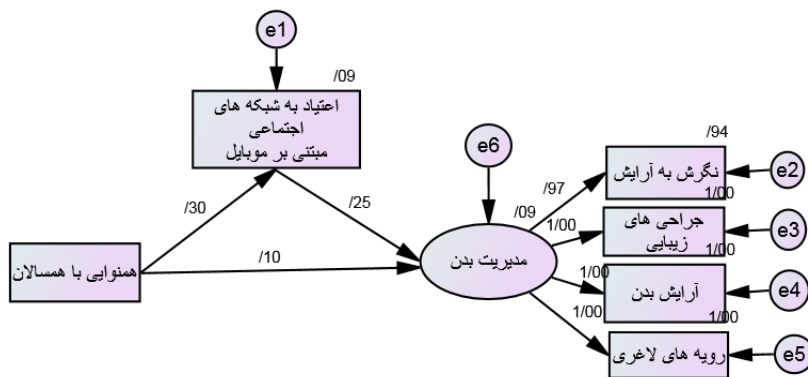 e1
/09
اعتیاد به شبکه های
اجتماعی
مبتنی بر موبایل
e6
/94
نگرش به آرایش
e2
/30
/25
/97
/09
1/00
1/00
جراحی های
زیبایی
e3
همنوایی با همسالان
/10
مدیریت بدن
1/00
1/00
آرایش بدن
e4
1/00
1/00
رویه های لاغری
e5